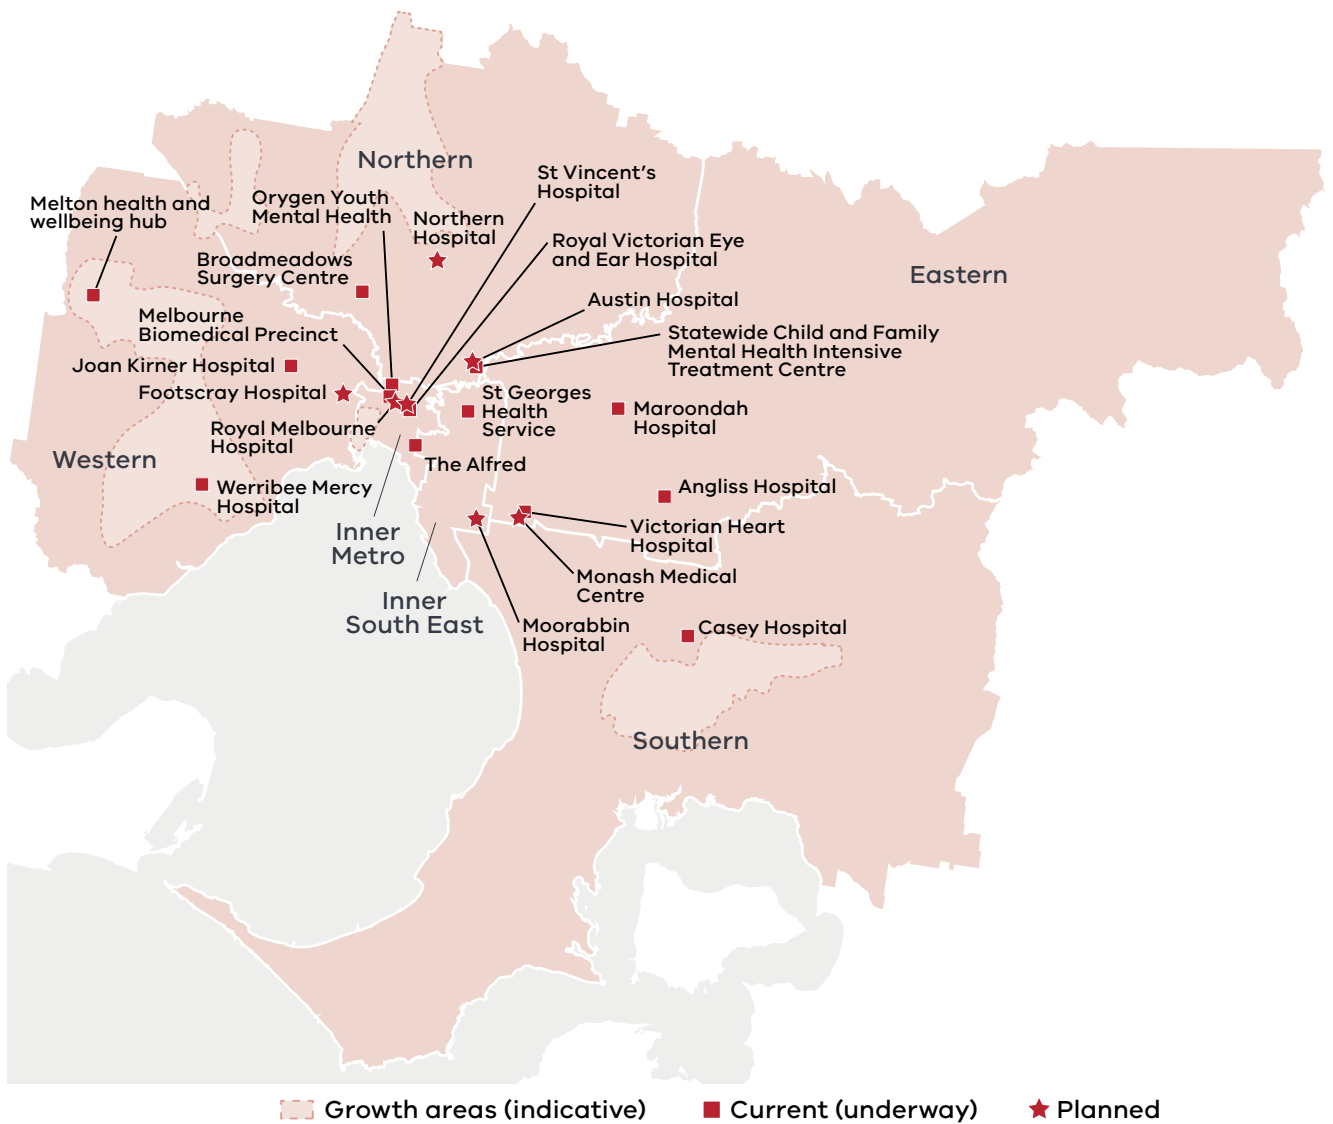 Northern
St Vincent's
Hospital
Melton health and
wellbeing hub
Orygen Youth
Mental Health
Northern
Hospital
Royal Victorian Eye
and Ear Hospital
Broadmeadows
Surgery Centre
Eastern
Austin Hospital
Melbourne
Biomedical Precinct
Statewide Child and Family
Mental Health Intensive
Treatment Centre
Joan Kirner Hospital
Footscray Hospital
St Georges
Health
Service
Maroondah
Hospital
Royal Melbourne
Hospital
Western
The Alfred
Werribee Mercy
Hospital
Angliss Hospital
Inner
Metro
Victorian Heart
Hospital
Monash Medical
Centre
Inner
South East
Moorabbin
Hospital
Casey Hospital
Southern
Growth areas (indicative)
Current (underway)
Planned